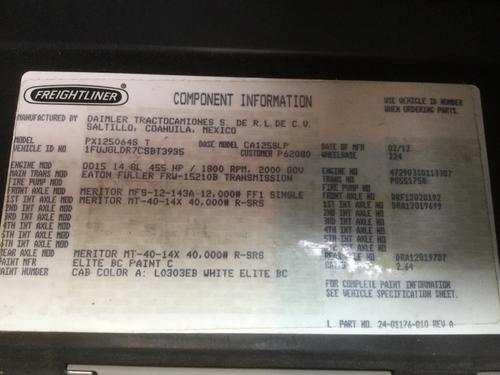 FREIGHTLINER
COMPONENT INFORMATION
USE VEHICLE ID NUMBER
WHEN ORDERING PARTS.
MANUFACTURED BY DAIMLER TRACTOCAMIONES S. DE R.L. DE C.V.
SALTILLO, COAHUILA, MEXICO
MODEL PX125064S T BASE MODEL CA125SLP DATE MFR 02/12
VEHICLE ID NO CUSTOMER P62080 WHEELBASE 224
ENGINE MOD DD15 14.8L 455 HP / 1800 RPM, 2000 GOV ENGINE NO
MAIN TRANS MOD EATON FULLER FRW-15210B TRANSMISSION TRANS NO
FIRE PUMP MOD FIRE PUMP NO
FRONT AXLE MOD MERITOR MFS-12-143A-12,000# FF1 SINGLE FRONT AXLE NO DRF12020192
1ST INT AXLE MOD MERITOR MT-40-14X 40,000# R-SRS 1ST INT AXLE NO DRA12019699
2ND INT AXLE MOD 2ND INT AXLE NO
3RD INT AXLE MOD 3RD INT AXLE NO
4TH INT AXLE MOD 4TH INT AXLE NO
5TH INT AXLE MOD 5TH INT AXLE NO
6TH INT AXLE MOD 6TH INT AXLE NO
REAR AXLE MOD MERITOR MT-40-14X 40,000# R-SRS REAR AXLE NO DRA12019707
PAINT MFR ELITE BC PAINT C RATIO 2.64
PAINT NUMBER CAB COLOR A: L0303EB WHITE ELITE BC
FOR PAINT INFORMATION
SEE VEHICLE SPECIFICATION SHEET.
PART NO. 24-01176-010 REV A